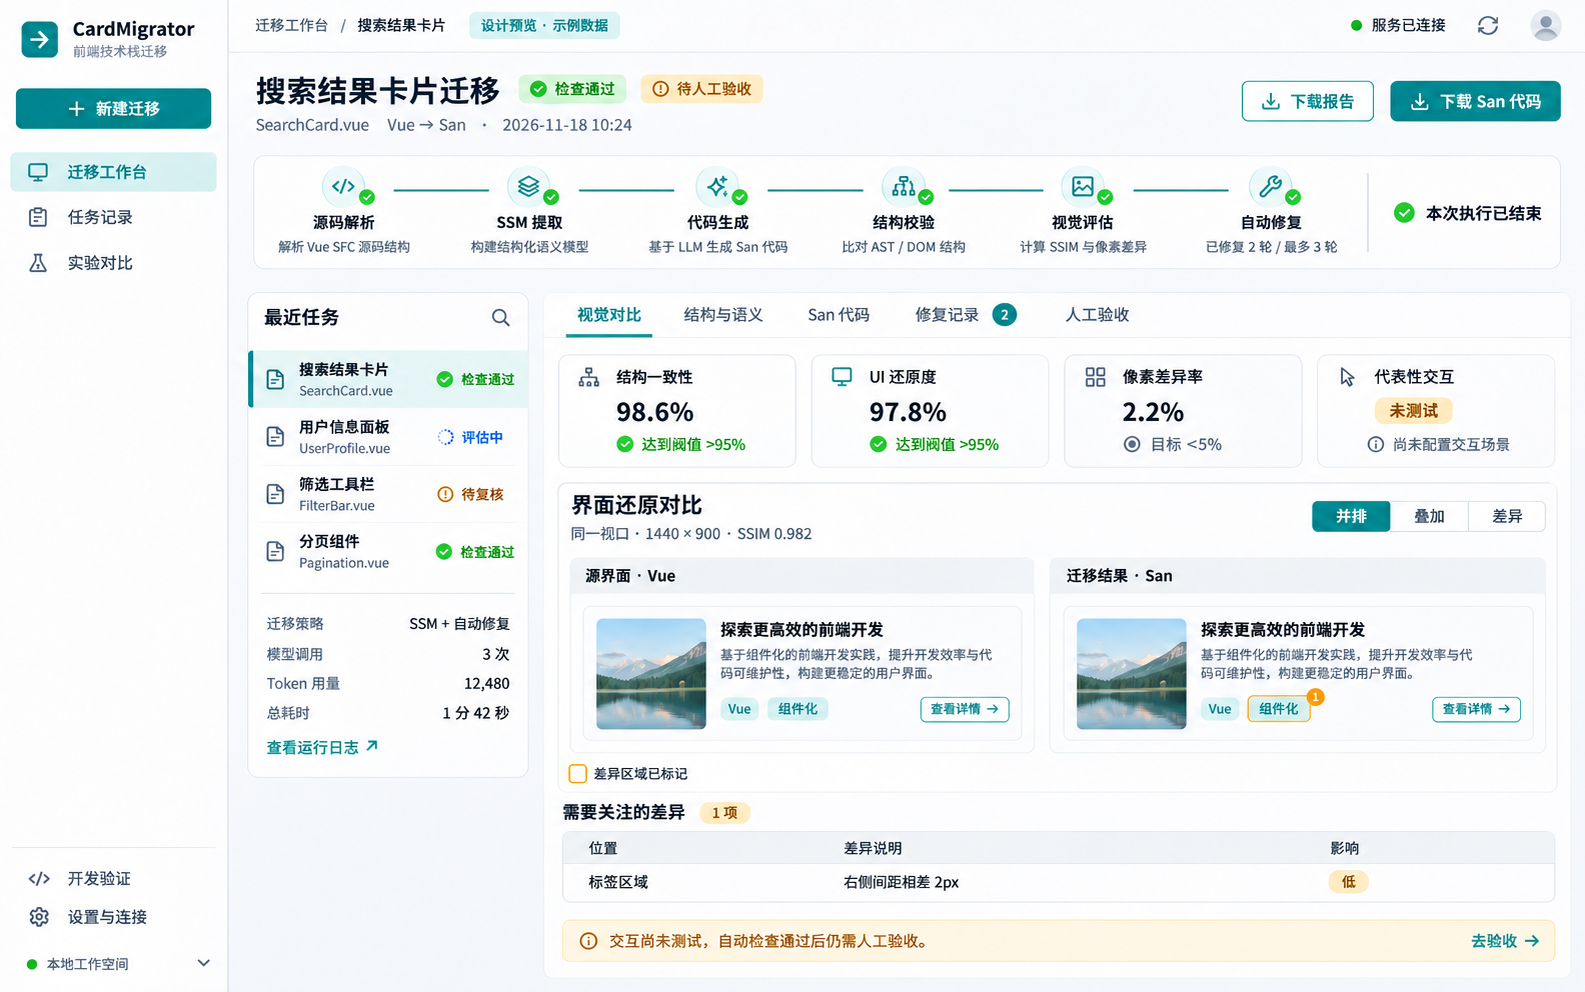 CardMigrator
前端技术栈迁移
新建迁移
迁移工作台
任务记录
实验对比
开发验证
设置与连接
本地工作空间
迁移工作台 / 搜索结果卡片
设计预览 · 示例数据
服务已连接
搜索结果卡片迁移
检查通过
待人工验收
SearchCard.vue Vue → San · 2026-11-18 10:24
下载报告
下载 San 代码
源码解析
解析 Vue SFC 源码结构
SSM 提取
构建结构化语义模型
代码生成
基于 LLM 生成 San 代码
结构校验
比对 AST / DOM 结构
视觉评估
计算 SSIM 与像素差异
自动修复
已修复 2 轮 / 最多 3 轮
本次执行已结束
最近任务
搜索结果卡片
SearchCard.vue
检查通过
用户信息面板
UserProfile.vue
评估中
筛选工具栏
FilterBar.vue
待复核
分页组件
Pagination.vue
检查通过
迁移策略 SSM + 自动修复
模型调用 3 次
Token 用量 12,480
总耗时 1 分 42 秒
查看运行日志 ↗
视觉对比
结构与语义
San 代码
修复记录 2
人工验收
结构一致性
98.6%
达到阈值 >95%
UI 还原度
97.8%
达到阈值 >95%
像素差异率
2.2%
目标 <5%
代表性交互
未测试
尚未配置交互场景
界面还原对比
同一视口 · 1440 × 900 · SSIM 0.982
并排
叠加
差异
源界面 · Vue
探索更高效的前端开发
基于组件化的前端开发实践，提升开发效率与代
码可维护性，构建更稳定的用户界面。
Vue
组件化
查看详情 →
迁移结果 · San
探索更高效的前端开发
基于组件化的前端开发实践，提升开发效率与代
码可维护性，构建更稳定的用户界面。
Vue
组件化
1
查看详情 →
差异区域已标记
需要关注的差异 1 项
位置 差异说明 影响
标签区域 右侧间距相差 2px 低
交互尚未测试，自动检查通过后仍需人工验收。
去验收 →